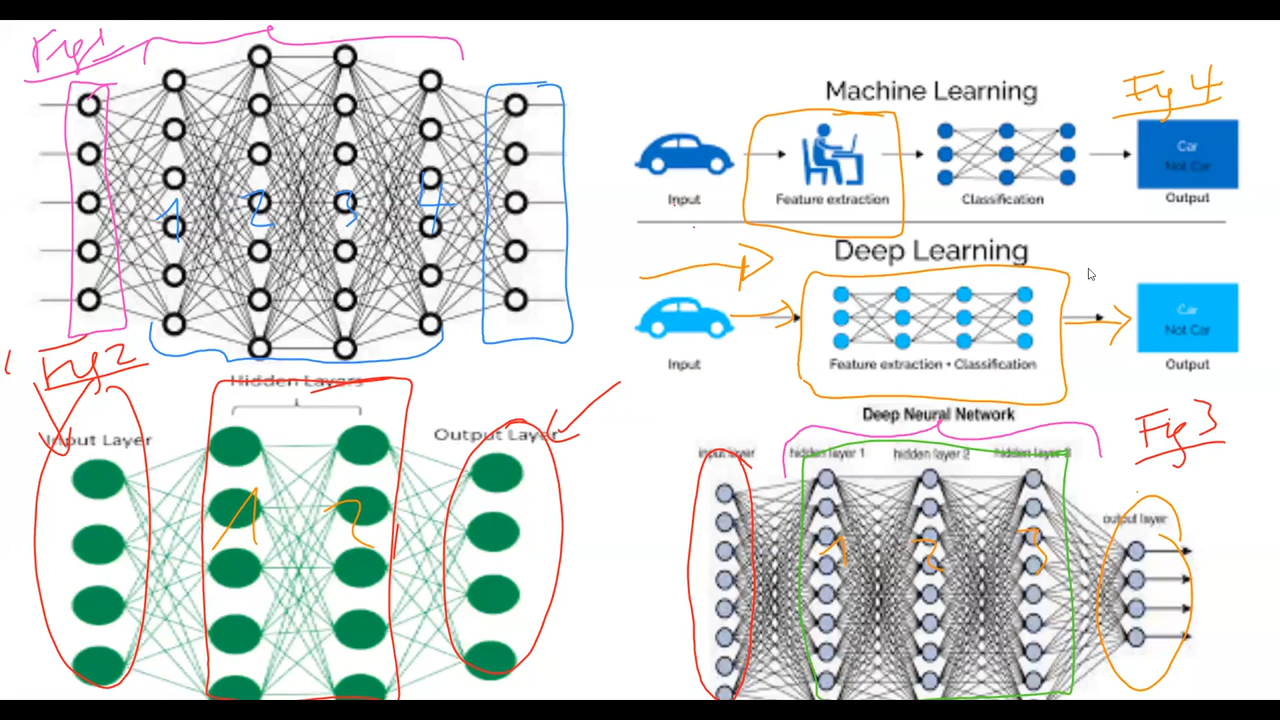 Fig 1
1 2 3 4
Fig 2
Hidden Layers
Input Layer
Output Layer
1 2
Machine Learning
Fig 4
Input
Feature extraction
Classification
Car
Not Car
Output
Deep Learning
Input
Feature extraction + Classification
Car
Not Car
Output
Deep Neural Network
Fig 3
input layer
hidden layer 1
hidden layer 2
hidden layer 3
output layer
1 2 3